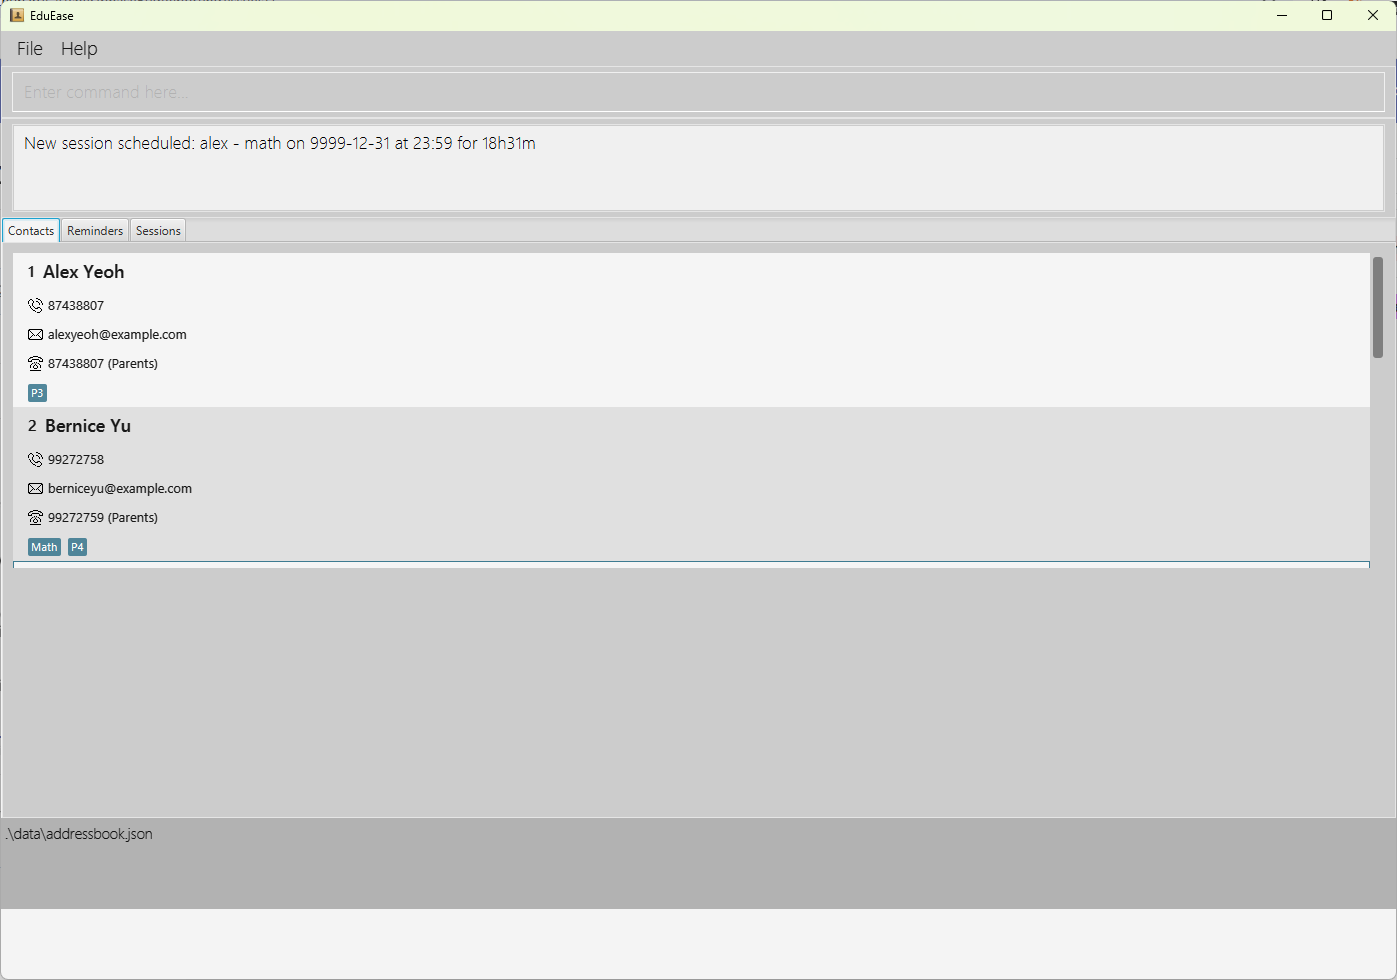 EduEase
File Help
Enter command here...
New session scheduled: alex - math on 9999-12-31 at 23:59 for 18h31m
Contacts Reminders Sessions
1 Alex Yeoh
87438807
alexyeoh@example.com
87438807 (Parents)
P3
2 Bernice Yu
99272758
berniceyu@example.com
99272759 (Parents)
Math P4
.\data\addressbook.json